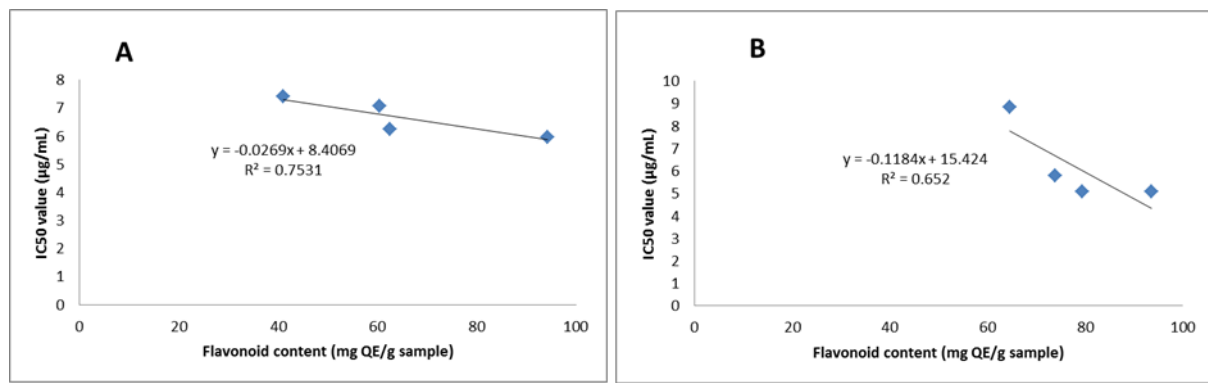 A
8
7
6
5
4
3
2
1
0
IC50 value (µg/mL)
y = -0.0269x + 8.4069
R² = 0.7531
0 20 40 60 80 100
Flavonoid content (mg QE/g sample)
B
10
9
8
7
6
5
4
3
2
1
0
IC50 value (µg/mL)
y = -0.1184x + 15.424
R² = 0.652
0 20 40 60 80 100
Flavonoid content (mg QE/g sample)